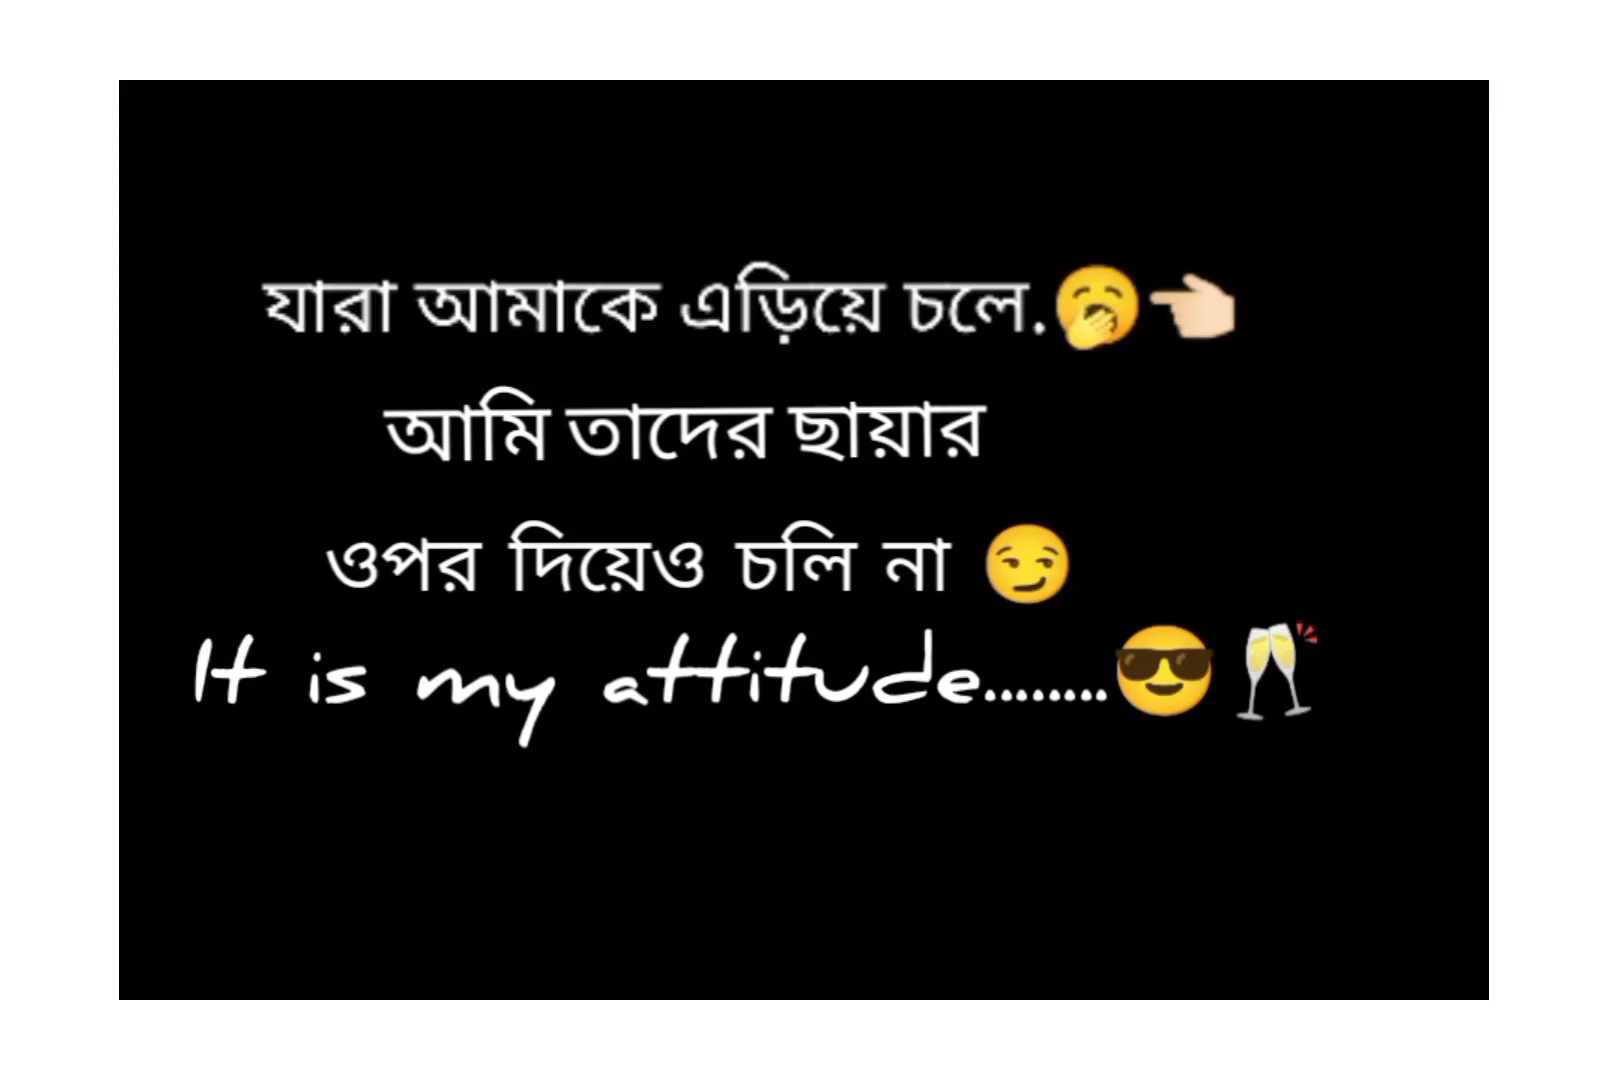 যারা আমাকে এড়িয়ে চলে.🥱👈🏻
আমি তাদের ছায়ার
ওপর দিয়েও চলি না 😏
It is my attitude........😎🥂